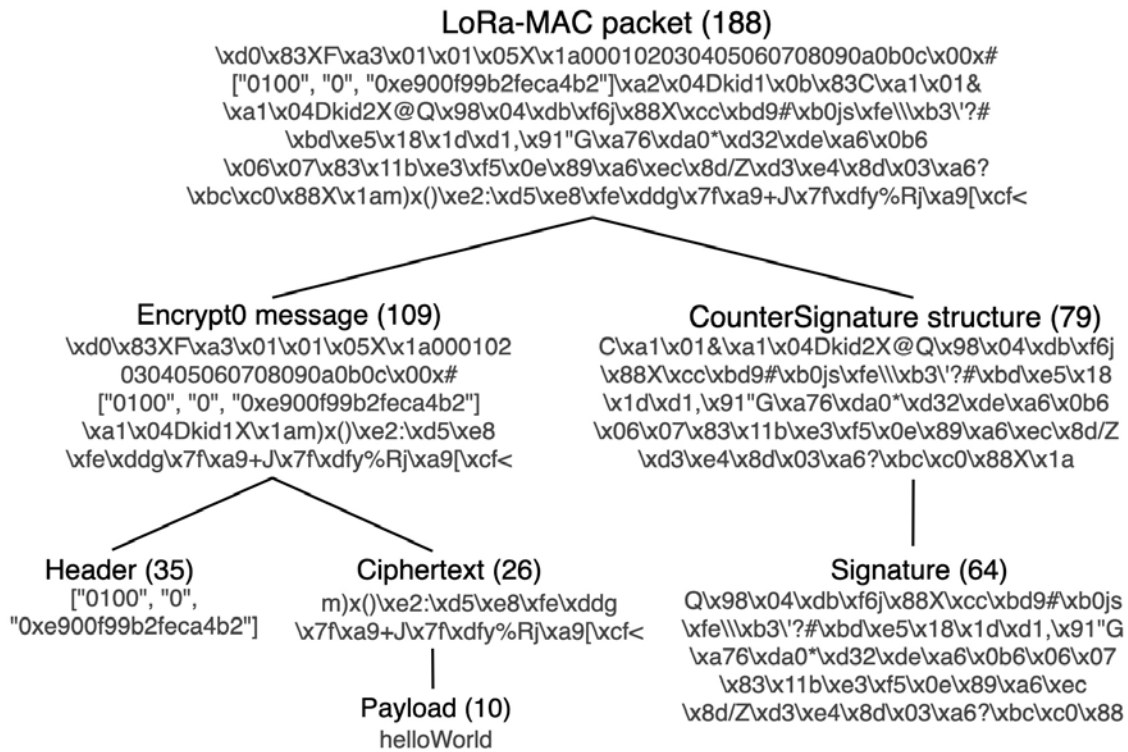 LoRa-MAC packet (188)
\xd0\x83XF\xa3\x01\x01\x05X\x1a000102030405060708090a0b0c\x00x#
["0100", "0", "0xe900f99b2feca4b2"]\xa2\x04Dkid1\x0b\x83C\xa1\x01&
\xa1\x04Dkid2X@Q\x98\x04\xdb\xf6j\x88X\xcc\xbd9#\xb0js\xfe\\\xb3\'?#
\xbd\xe5\x18\x1d\xd1,\x91"G\xa76\xda0*\xd32\xde\xa6\x0b6
\x06\x07\x83\x11b\xe3\xf5\x0e\x89\xa6\xec\x8d/Z\xd3\xe4\x8d\x03\xa6?
\xbc\xc0\x88X\x1am)x()\xe2:\xd5\xe8\xfe\xddg\x7f\xa9+J\x7f\xdfy%Rj\xa9[\xcf<
Encrypt0 message (109)
\xd0\x83XF\xa3\x01\x01\x05X\x1a000102
030405060708090a0b0c\x00x#
["0100", "0", "0xe900f99b2feca4b2"]
\xa1\x04Dkid1X\x1am)x()\xe2:\xd5\xe8
\xfe\xddg\x7f\xa9+J\x7f\xdfy%Rj\xa9[\xcf<
CounterSignature structure (79)
C\xa1\x01&\xa1\x04Dkid2X@Q\x98\x04\xdb\xf6j
\x88X\xcc\xbd9#\xb0js\xfe\\\xb3\'?#\xbd\xe5\x18
\x1d\xd1,\x91"G\xa76\xda0*\xd32\xde\xa6\x0b6
\x06\x07\x83\x11b\xe3\xf5\x0e\x89\xa6\xec\x8d/Z
\xd3\xe4\x8d\x03\xa6?\xbc\xc0\x88X\x1a
Header (35)
["0100", "0",
"0xe900f99b2feca4b2"]
Ciphertext (26)
m)x()\xe2:\xd5\xe8\xfe\xddg
\x7f\xa9+J\x7f\xdfy%Rj\xa9[\xcf<
Signature (64)
Q\x98\x04\xdb\xf6j\x88X\xcc\xbd9#\xb0js
\xfe\\\xb3\'?#\xbd\xe5\x18\x1d\xd1,\x91"G
\xa76\xda0*\xd32\xde\xa6\x0b6\x06\x07
\x83\x11b\xe3\xf5\x0e\x89\xa6\xec
\x8d/Z\xd3\xe4\x8d\x03\xa6?\xbc\xc0\x88
Payload (10)
helloWorld